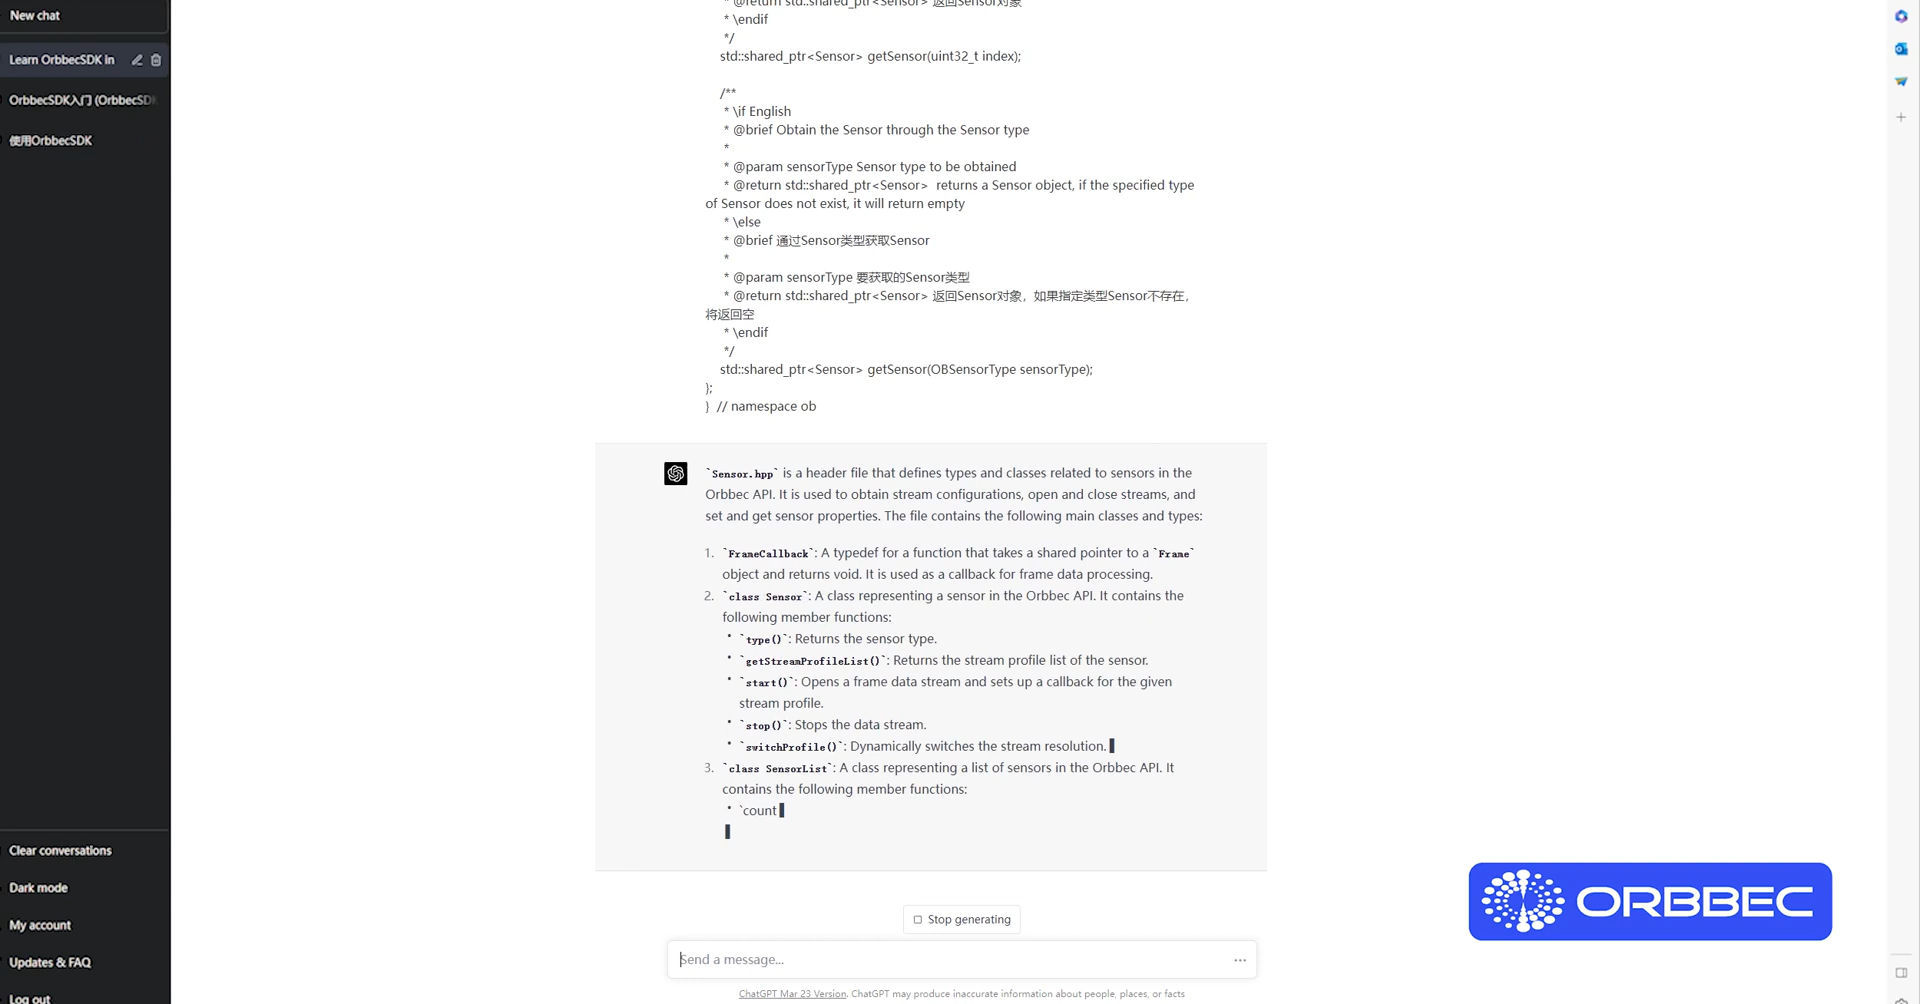 New chat
Learn OrbbecSDK in
OrbbecSDK入门 (OrbbecSDK
使用OrbbecSDK
Clear conversations
Dark mode
My account
Updates & FAQ
Log out
* @return std::shared_ptr<Sensor> 返回Sensor对象
* \endif
*/
std::shared_ptr<Sensor> getSensor(uint32_t index);
/**
* \if English
* @brief Obtain the Sensor through the Sensor type
*
* @param sensorType Sensor type to be obtained
* @return std::shared_ptr<Sensor>  returns a Sensor object, if the specified type
of Sensor does not exist, it will return empty
* \else
* @brief 通过Sensor类型获取Sensor
*
* @param sensorType 要获取的Sensor类型
* @return std::shared_ptr<Sensor> 返回Sensor对象，如果指定类型Sensor不存在，
将返回空
* \endif
*/
std::shared_ptr<Sensor> getSensor(OBSensorType sensorType);
};
}  // namespace ob
`Sensor.hpp` is a header file that defines types and classes related to sensors in the
Orbbec API. It is used to obtain stream configurations, open and close streams, and
set and get sensor properties. The file contains the following main classes and types:
1. `FrameCallback`: A typedef for a function that takes a shared pointer to a `Frame`
object and returns void. It is used as a callback for frame data processing.
2. `class Sensor`: A class representing a sensor in the Orbbec API. It contains the
following member functions:
• `type()`: Returns the sensor type.
• `getStreamProfileList()`: Returns the stream profile list of the sensor.
• `start()`: Opens a frame data stream and sets up a callback for the given
stream profile.
• `stop()`: Stops the data stream.
• `switchProfile()`: Dynamically switches the stream resolution.
3. `class SensorList`: A class representing a list of sensors in the Orbbec API. It
contains the following member functions:
• `count
Stop generating
Send a message...
ChatGPT Mar 23 Version. ChatGPT may produce inaccurate information about people, places, or facts
ORBBEC